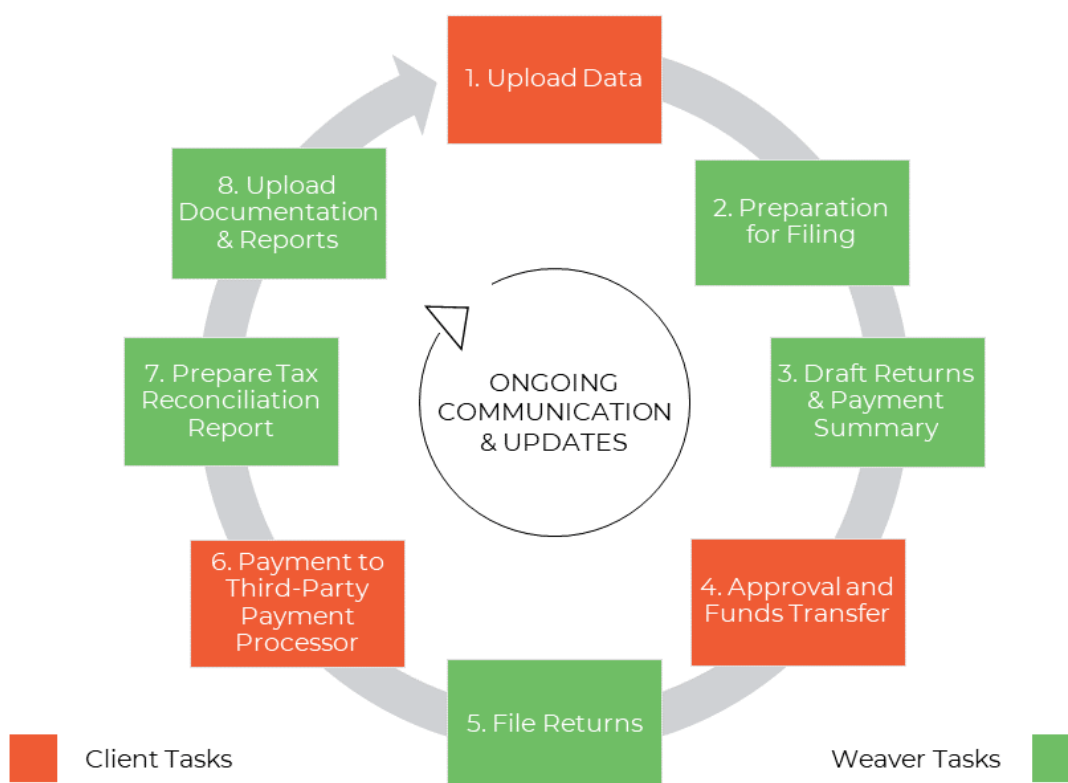 1. Upload Data
2. Preparation
for Filing
3. Draft Returns
& Payment
Summary
4. Approval and
Funds Transfer
5. File Returns
6. Payment to
Third-Party
Payment
Processor
7. Prepare Tax
Reconciliation
Report
8. Upload
Documentation
& Reports
ONGOING
COMMUNICATION
& UPDATES
Client Tasks
Weaver Tasks